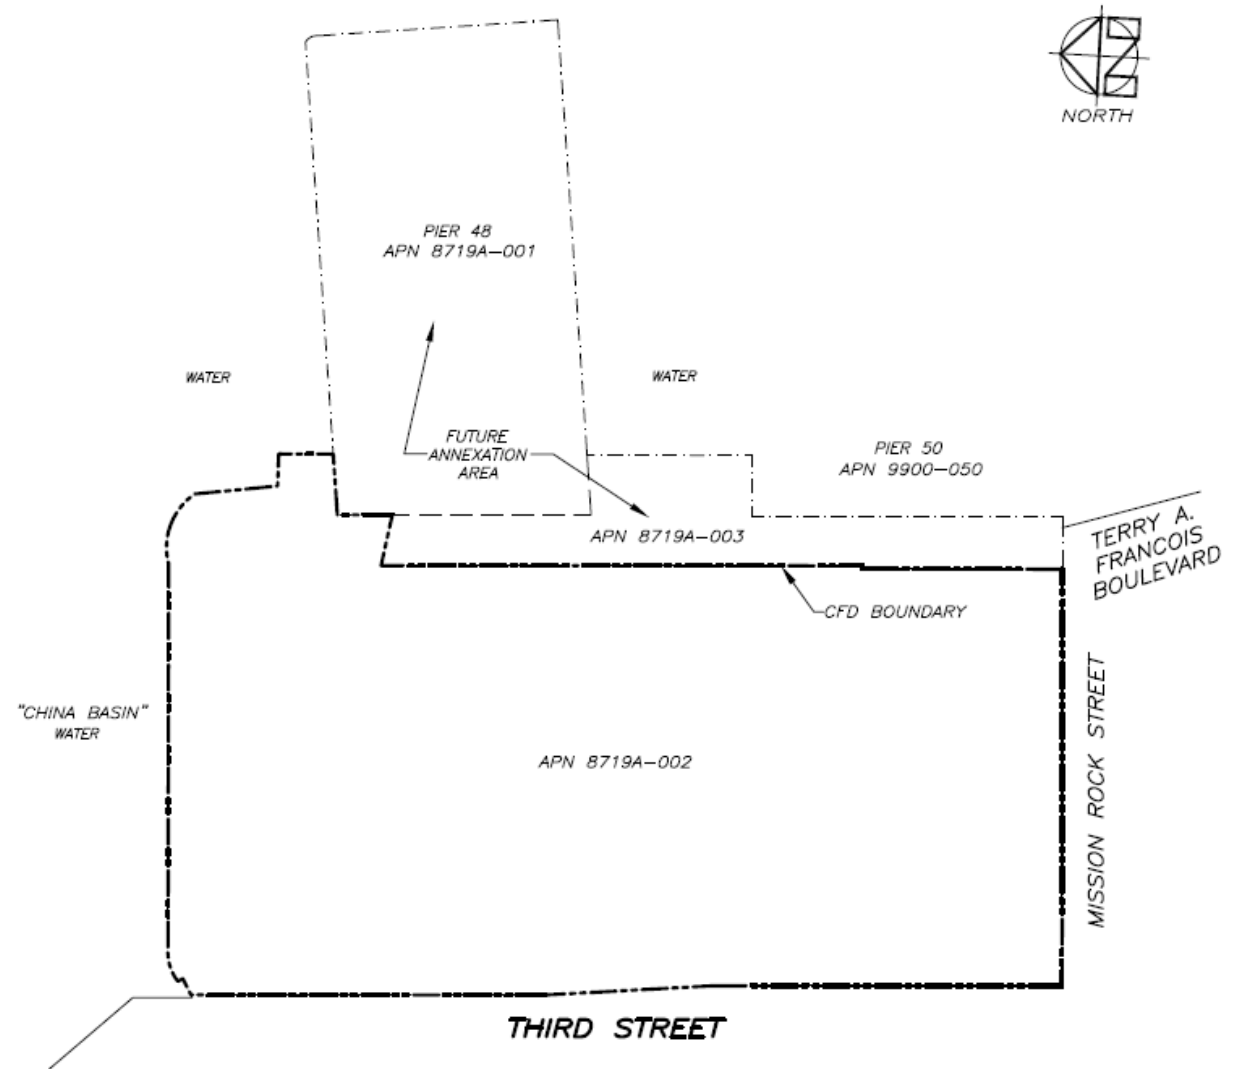 NORTH
PIER 48
APN 8719A-001
WATER
WATER
FUTURE
ANNEXATION
AREA
PIER 50
APN 9900-050
TERRY A.
FRANCOIS
BOULEVARD
APN 8719A-003
CFD BOUNDARY
MISSION ROCK STREET
"CHINA BASIN"
WATER
APN 8719A-002
THIRD STREET